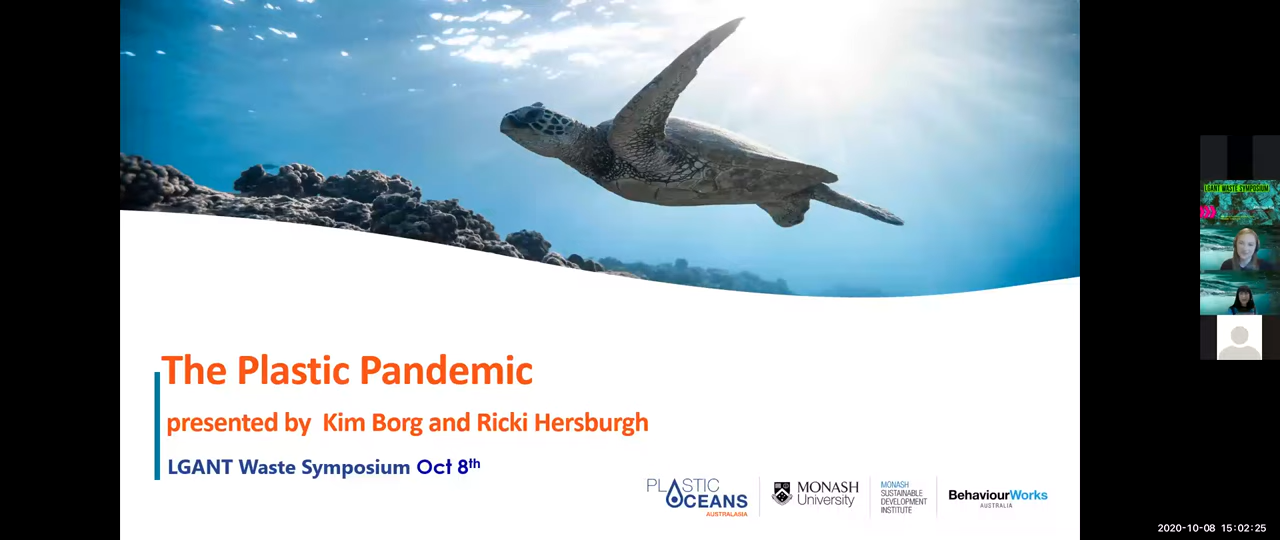 The Plastic Pandemic
presented by Kim Borg and Ricki Hersburgh
LGANT Waste Symposium Oct 8th
PLASTIC
OCEANS
AUSTRALASIA
MONASH
University
MONASH
SUSTAINABLE
DEVELOPMENT
INSTITUTE
BehaviourWorks
AUSTRALIA
LGANT WASTE SYMPOSIUM
2020-10-08 15:02:25